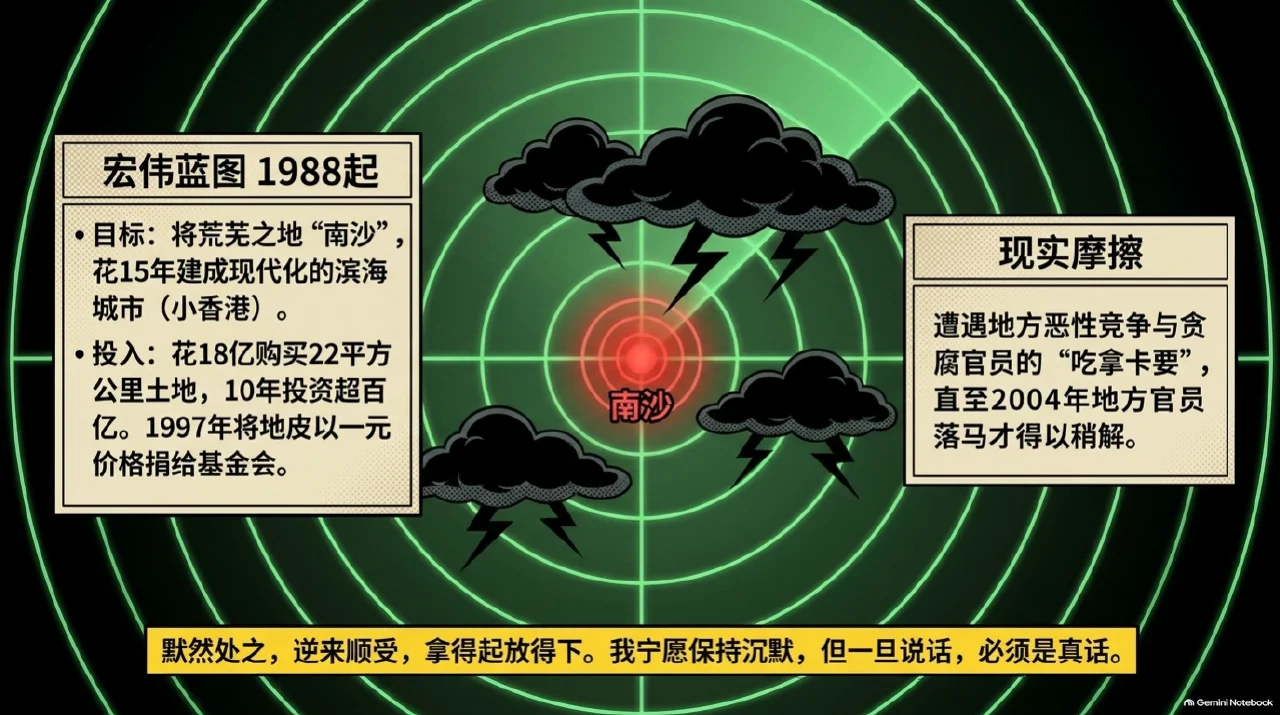 宏伟蓝图 1988起
• 目标：将荒芜之地“南沙”，
花15年建成现代化的滨海
城市（小香港）。
• 投入：花18亿购买22平方
公里土地，10年投资超百
亿。1997年将地皮以一元
价格捐给基金会。
南沙
现实摩擦
遭遇地方恶性竞争与贪
腐官员的“吃拿卡要”，
直至2004年地方官员
落马才得以稍解。
默然处之，逆来顺受，拿得起放得下。我宁愿保持沉默，但一旦说话，必须是真话。
Gemini Notebook